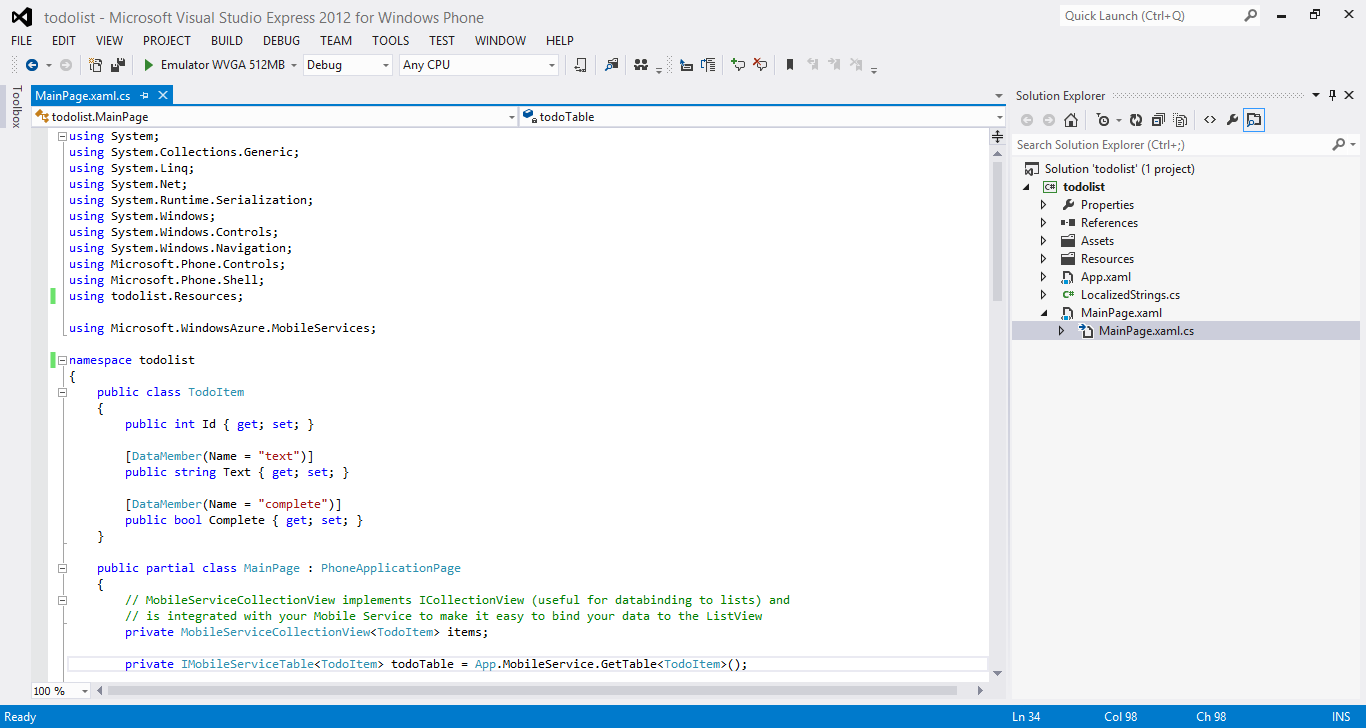 todolist - Microsoft Visual Studio Express 2012 for Windows Phone
Quick Launch (Ctrl+Q)
FILE EDIT VIEW PROJECT BUILD DEBUG TEAM TOOLS TEST WINDOW HELP
Emulator WVGA 512MB Debug Any CPU
Toolbox
MainPage.xaml.cs
todolist.MainPage todoTable
using System;
using System.Collections.Generic;
using System.Linq;
using System.Net;
using System.Runtime.Serialization;
using System.Windows;
using System.Windows.Controls;
using System.Windows.Navigation;
using Microsoft.Phone.Controls;
using Microsoft.Phone.Shell;
using todolist.Resources;
using Microsoft.WindowsAzure.MobileServices;
namespace todolist
{
public class TodoItem
{
public int Id { get; set; }
[DataMember(Name = "text")]
public string Text { get; set; }
[DataMember(Name = "complete")]
public bool Complete { get; set; }
}
public partial class MainPage : PhoneApplicationPage
{
// MobileServiceCollectionView implements ICollectionView (useful for databinding to lists) and
// is integrated with your Mobile Service to make it easy to bind your data to the ListView
private MobileServiceCollectionView<TodoItem> items;
private IMobileServiceTable<TodoItem> todoTable = App.MobileService.GetTable<TodoItem>();
100 %
Solution Explorer
Search Solution Explorer (Ctrl+;)
Solution 'todolist' (1 project)
C# todolist
Properties
References
Assets
Resources
App.xaml
C# LocalizedStrings.cs
MainPage.xaml
MainPage.xaml.cs
Ready Ln 34 Col 98 Ch 98 INS